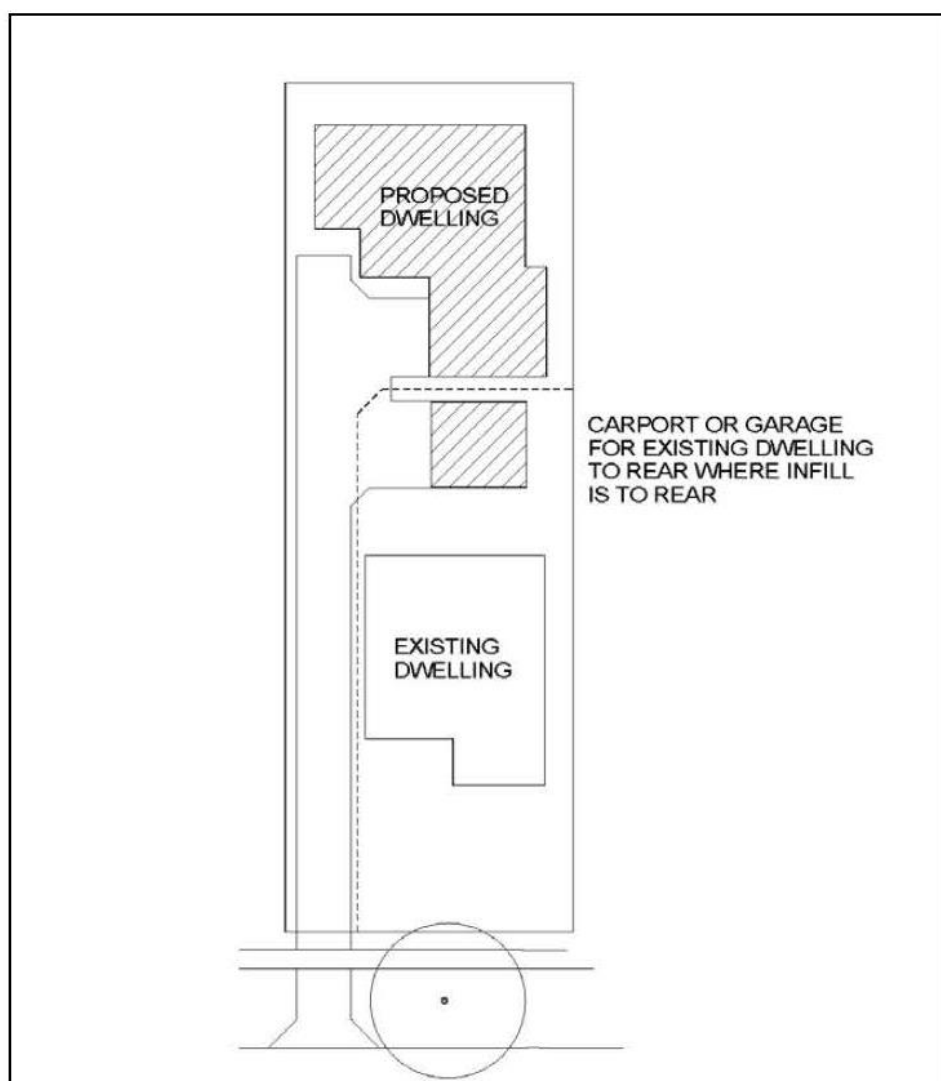 PROPOSED
DWELLING
CARPORT OR GARAGE
FOR EXISTING DWELLING
TO REAR WHERE INFILL
IS TO REAR
EXISTING
DWELLING